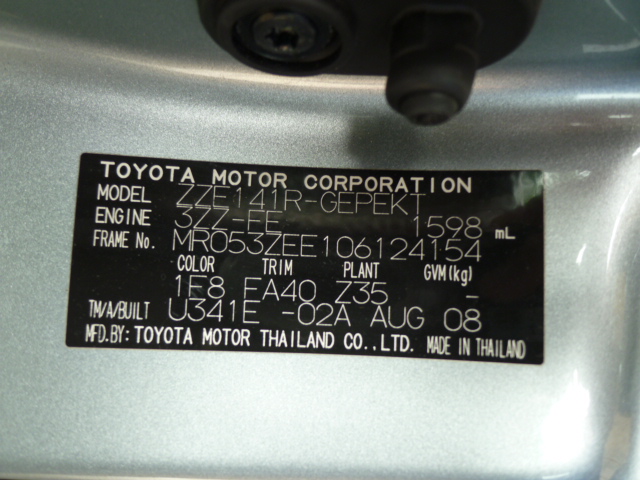 TOYOTA MOTOR CORPORATION
MODEL ZZE141R-GEPEKT
ENGINE 3ZZ-FE 1598 mL
FRAME No. MR053ZEE106124154
COLOR TRIM PLANT GVM(kg)
1F8 FA40 Z35 -
TM/A/BUILT U341E -02A AUG 08
MFD.BY: TOYOTA MOTOR THAILAND CO.,LTD. MADE IN THAILAND